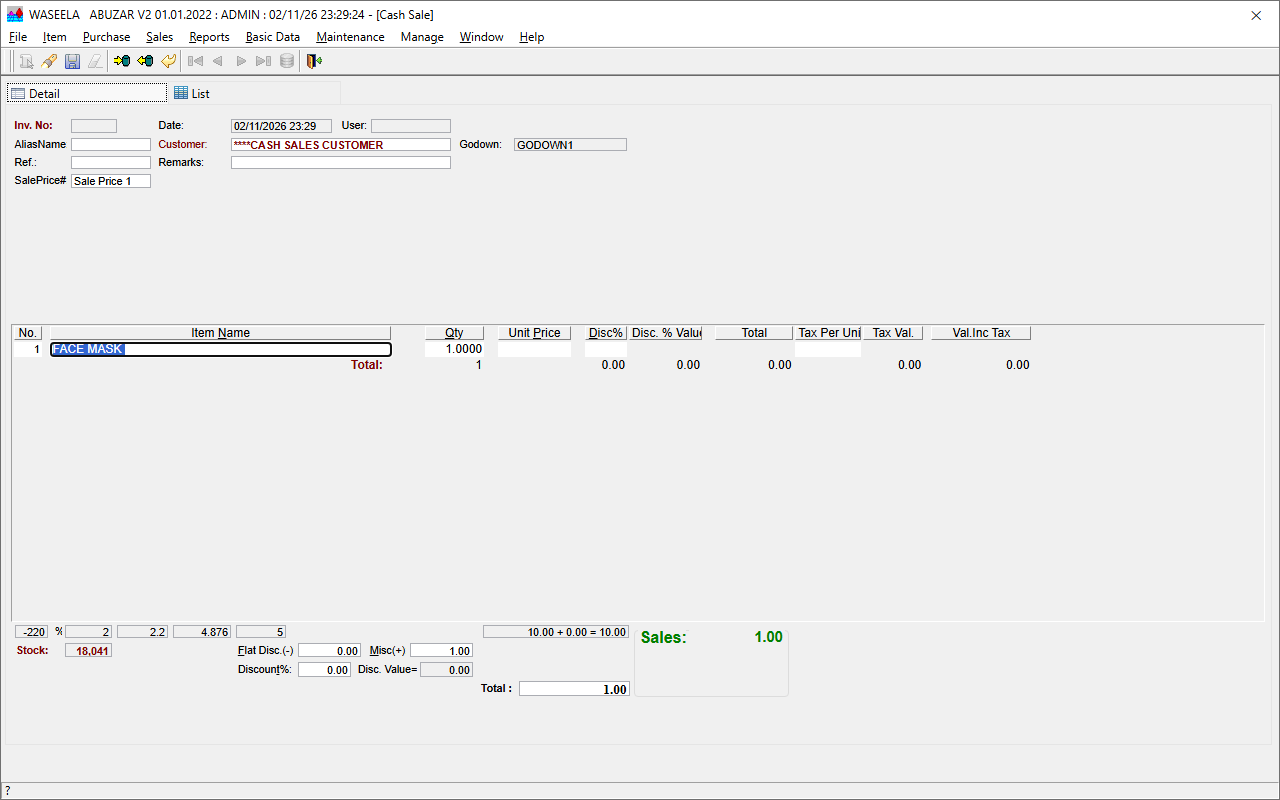 WASEELA ABUZAR V2 01.01.2022 : ADMIN : 02/11/26 23:29:24 - [Cash Sale]
File Item Purchase Sales Reports Basic Data Maintenance Manage Window Help
Detail List
Inv. No: Date: 02/11/2026 23:29 User:
AliasName Customer: ****CASH SALES CUSTOMER Godown: GODOWN1
Ref.: Remarks:
SalePrice# Sale Price 1
No. Item Name Qty Unit Price Disc% Disc. % Valu Total Tax Per Uni Tax Val. Val.Inc Tax
1 FACE MASK 1.0000
Total: 1 0.00 0.00 0.00 0.00 0.00
-220 % 2 2.2 4.876 5 10.00 + 0.00 = 10.00 Sales: 1.00
Stock: 18,041 Flat Disc.(-) 0.00 Misc(+) 1.00
Discount%: 0.00 Disc. Value= 0.00
Total : 1.00
?